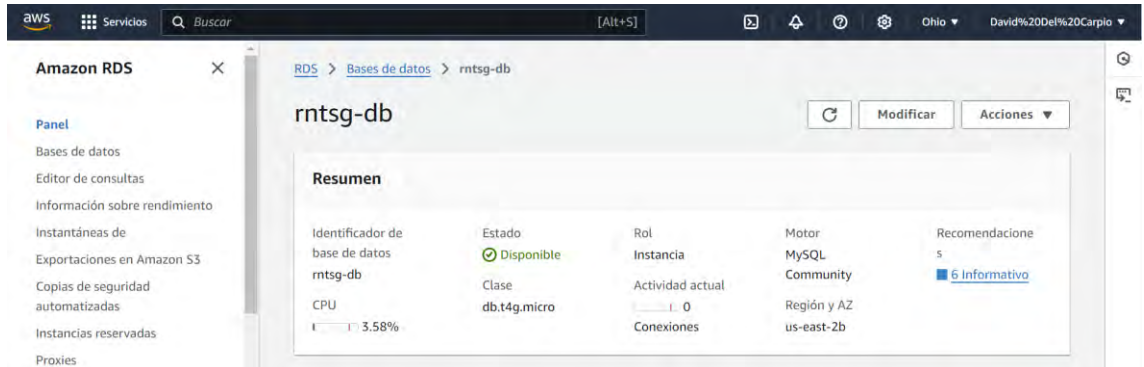 aws Servicios Buscar [Alt+S] Ohio ▼ David%20Del%20Carpio ▼
Amazon RDS
Panel
Bases de datos
Editor de consultas
Información sobre rendimiento
Instantáneas de
Exportaciones en Amazon S3
Copias de seguridad
automatizadas
Instancias reservadas
Proxies
RDS > Bases de datos > rntsg-db
rntsg-db
Modificar
Acciones ▼
Resumen
Identificador de
base de datos
rntsg-db
CPU
3.58%
Estado
Disponible
Clase
db.t4g.micro
Rol
Instancia
Actividad actual
0
Conexiones
Motor
MySQL
Community
Región y AZ
us-east-2b
Recomendacione
s
6 Informativo